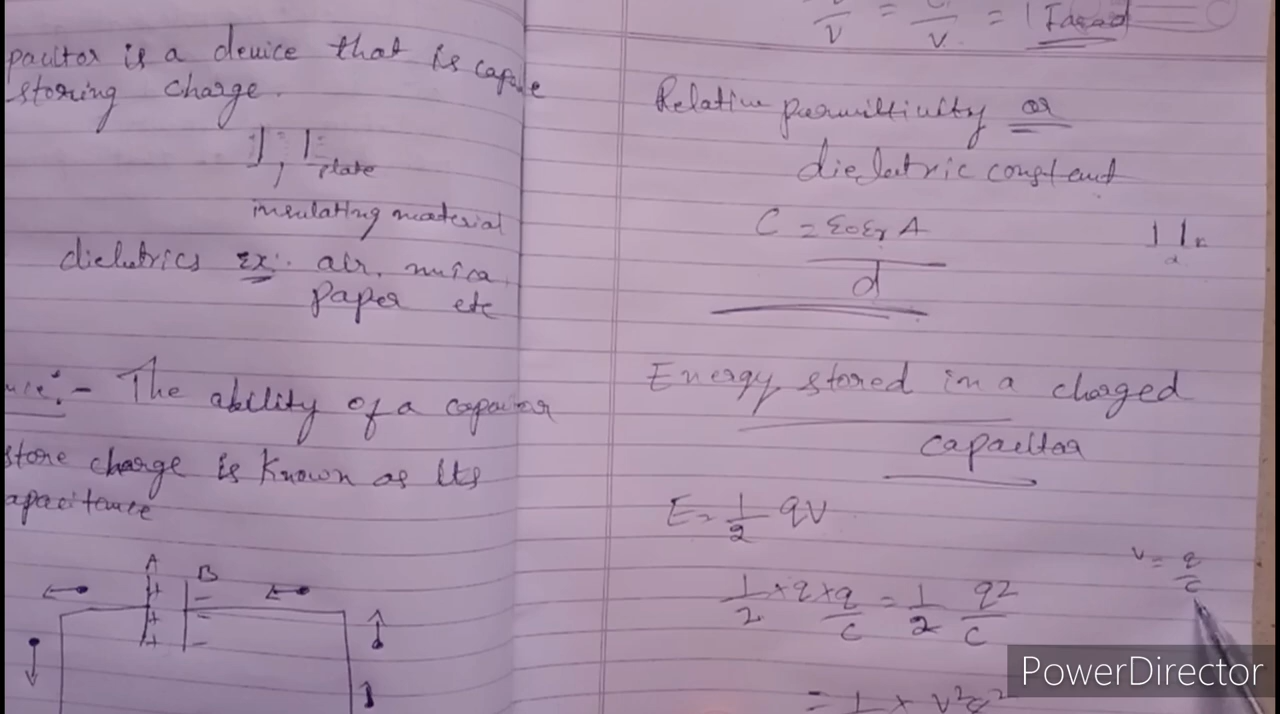 paultor is a device that is capable
storing charge.
plate
insulating material
dielectrics Ex:- air, mica,
paper etc
:- The ability of a capacitor
store charge is known as its
apacitance
A
B
+
+
+
V = C/V = 1 Farad
Relative permittivity or
dielectric constant
C = ε0εr A
d
d
Energy stored in a charged
capacitor
E = 1/2 qV
V = q/c
1/2 × q × q/c = 1/2 q2/c
PowerDirector